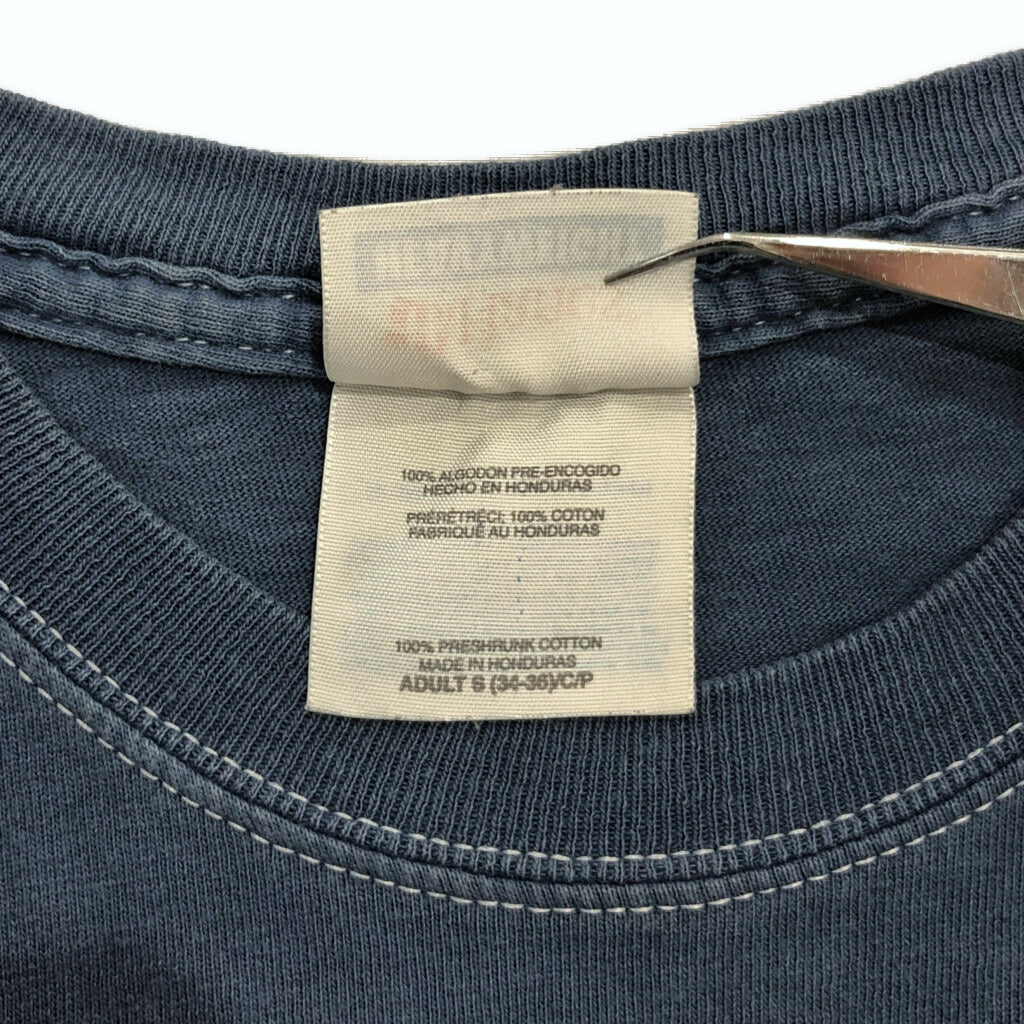 100% ALGODON PRE-ENCOGIDO
HECHO EN HONDURAS
PRÉRÉTRÉCI: 100% COTON
FABRIQUÉ AU HONDURAS
100% PRESHRUNK COTTON
MADE IN HONDURAS
ADULT S (34-36)/C/P